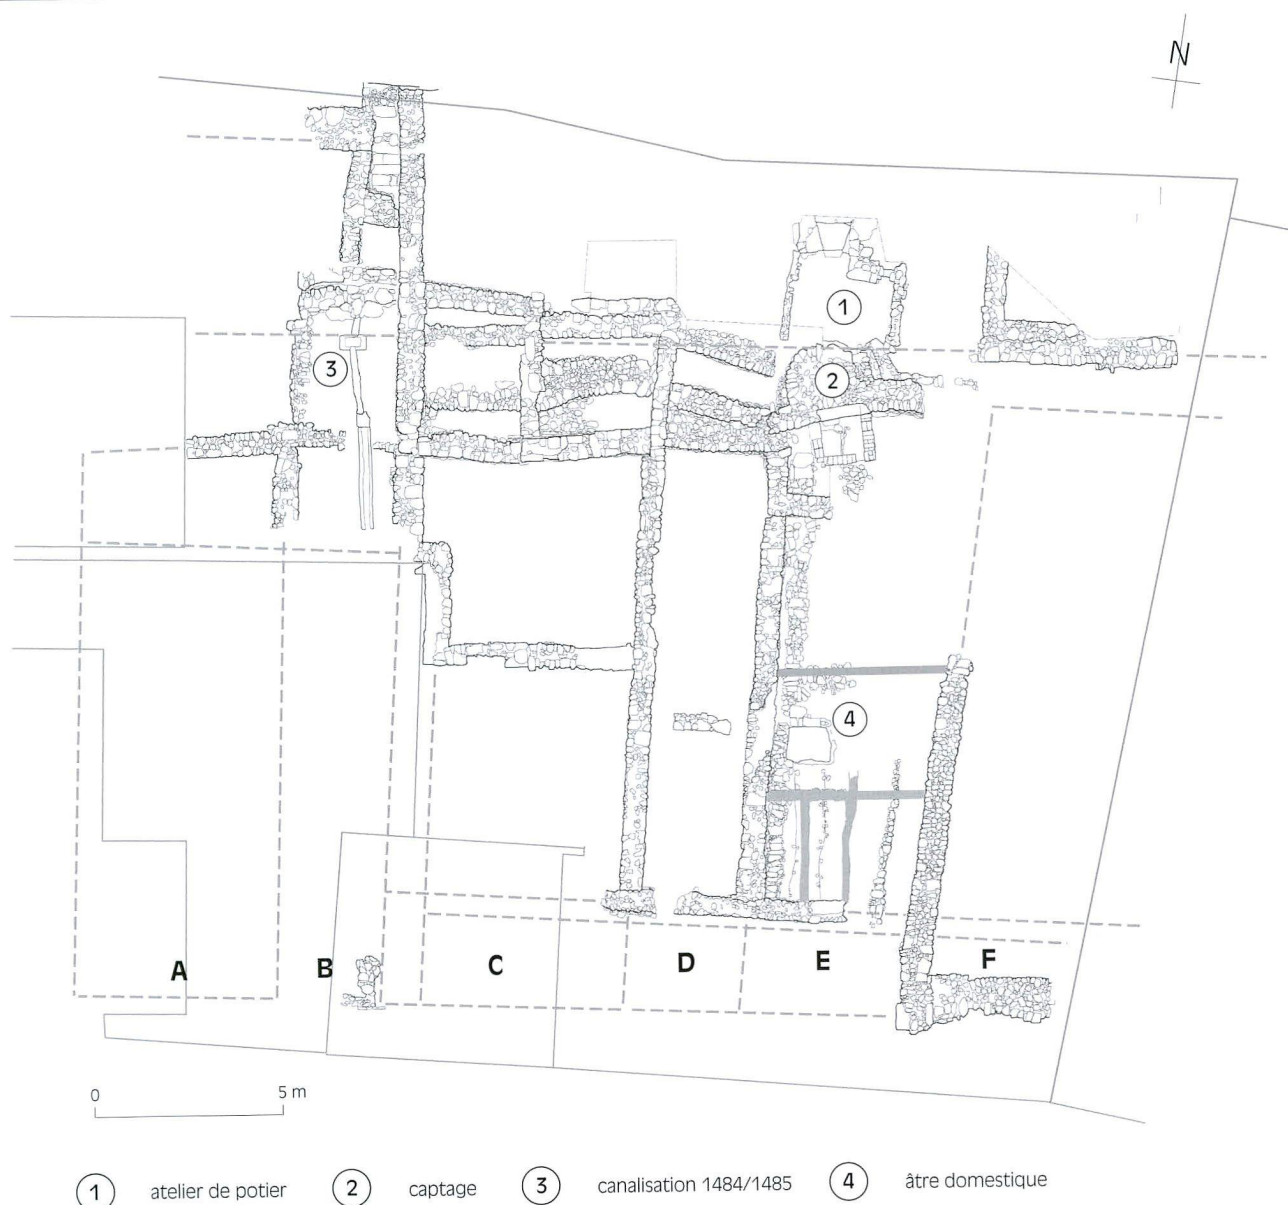 N
1
2
3
4
A B C D E F
0 5 m
1 atelier de potier 2 captage 3 canalisation 1484/1485 4 âtre domestique